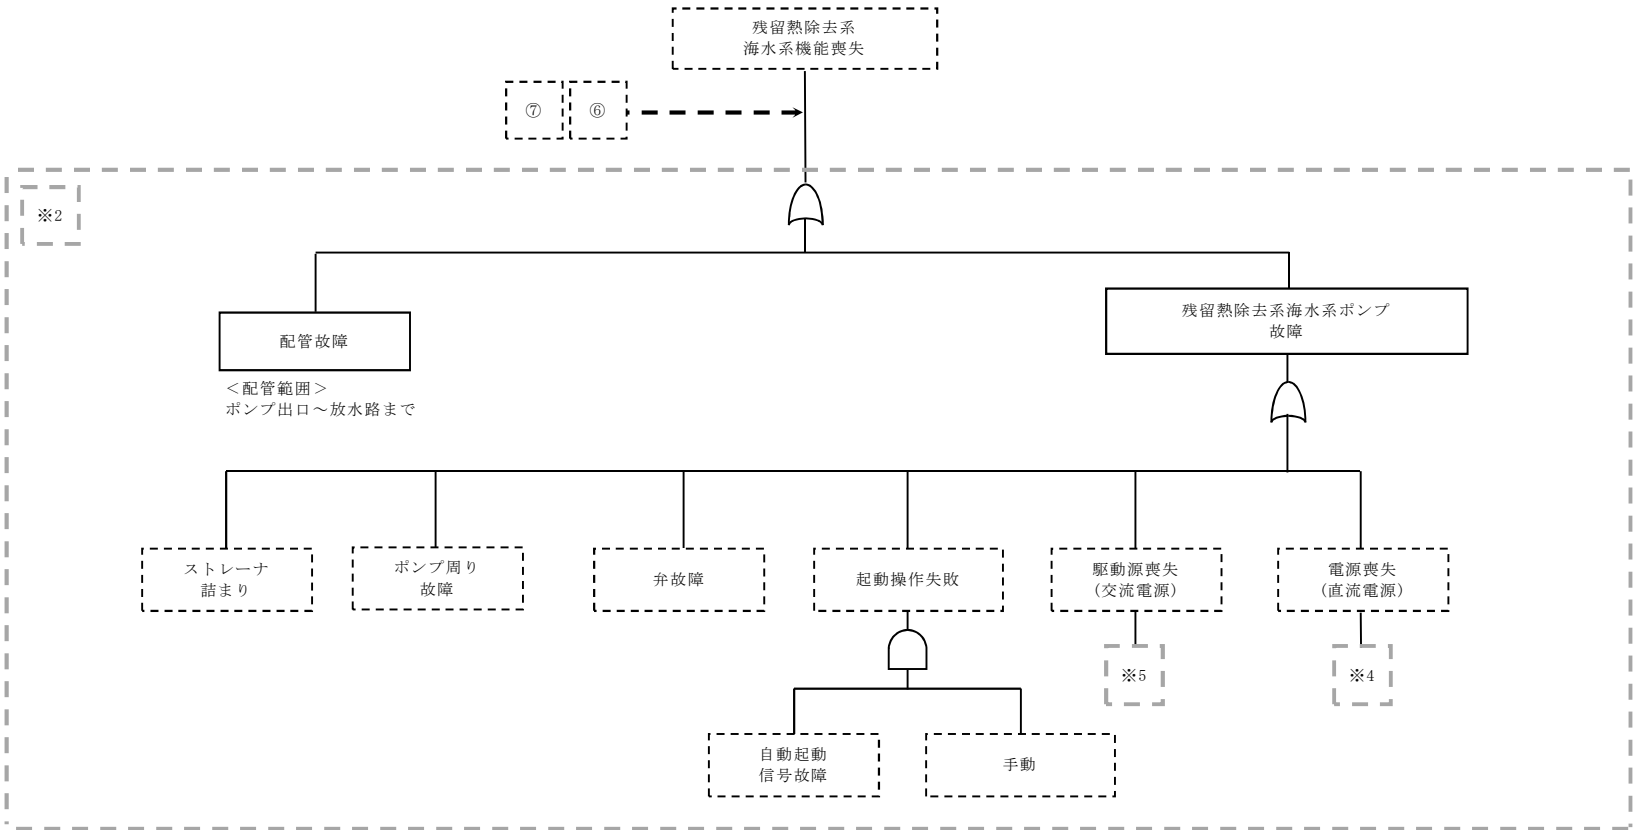 残留熱除去系
海水系機能喪失
⑦
⑥
※2
配管故障
＜配管範囲＞
ポンプ出口～放水路まで
残留熱除去系海水系ポンプ
故障
ストレーナ
詰まり
ポンプ周り
故障
弁故障
起動操作失敗
駆動源喪失
（交流電源）
電源喪失
（直流電源）
※5
※4
自動起動
信号故障
手動